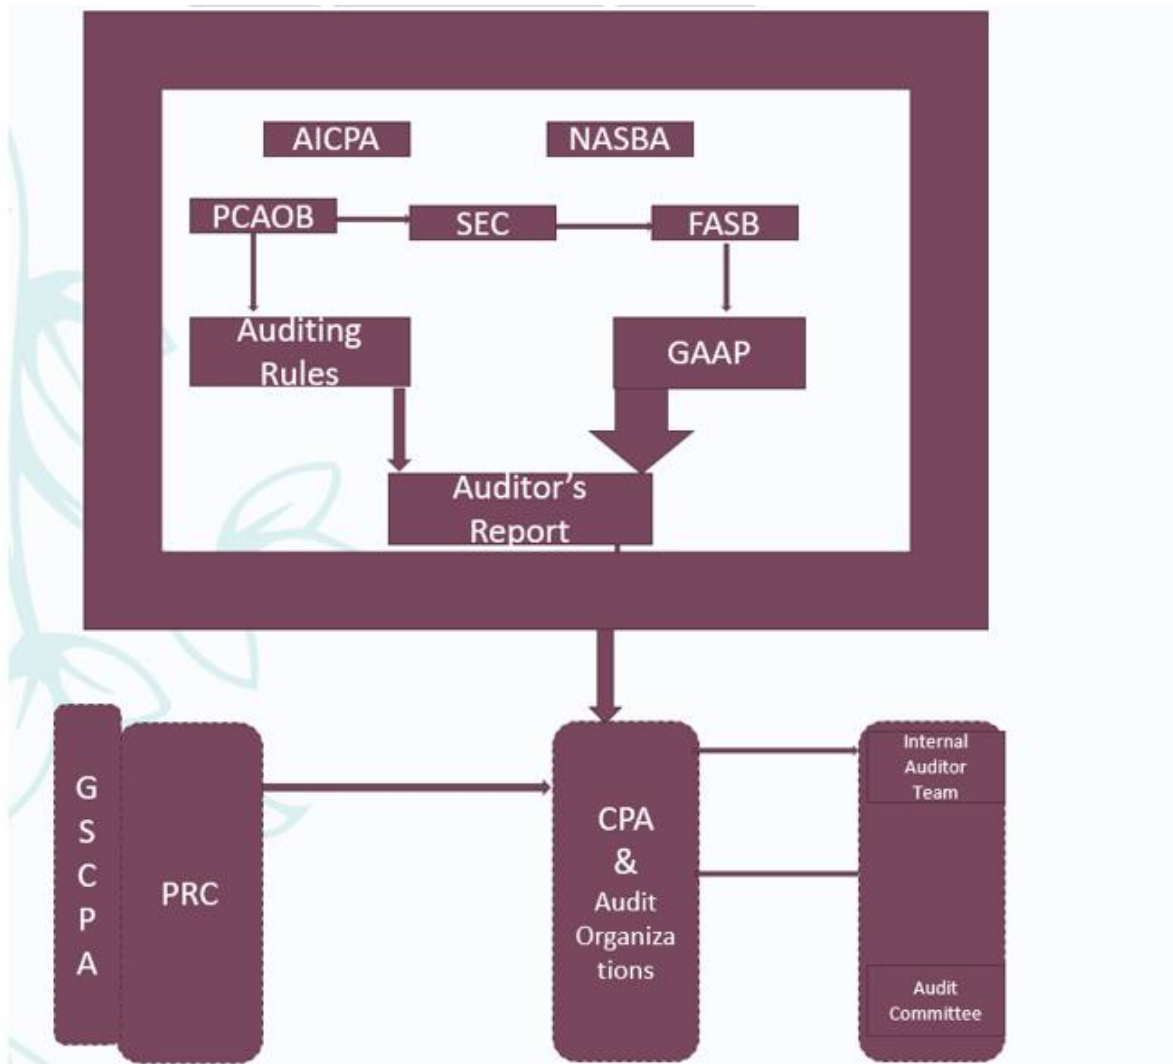 AICPA
NASBA
PCAOB
SEC
FASB
Auditing
Rules
GAAP
Auditor’s
Report
G
S
C
P
A
PRC
CPA
&
Audit
Organiza
tions
Internal
Auditor
Team
Audit
Committee